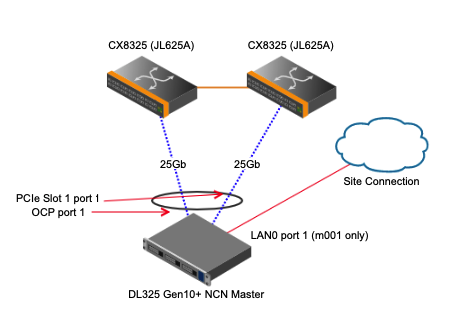 CX8325 (JL625A)
CX8325 (JL625A)
25Gb
25Gb
Site Connection
PCIe Slot 1 port 1
OCP port 1
LAN0 port 1 (m001 only)
DL325 Gen10+ NCN Master